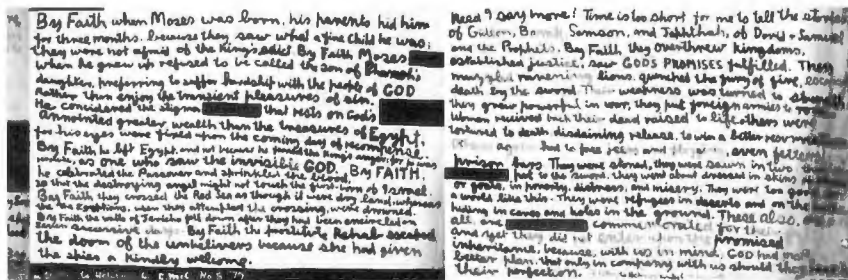 By Faith when Moses was born, his parents hid him
for three months. because they saw what a fine child he was;
they were not afraid of the King's edict By Faith Moses
when he grew up refused to be called the son of Pharaoh's
daughter, preferring to suffer hardship with the people of GOD
Rather than enjoy the transient pleasures of sin.
He considered the stigma that rests on Gods
annointed greater wealth than the treasures of Egypt,
for his eyes were fixed upon the coming day of recompense.
By Faith he left Egypt, and not because he feared the King's anger; for he was
resolute, as one who saw the invisible GOD. By FAITH,
he celebrated the Passover and sprinkled the blood,
so that the destroying angel might not touch the first-born of Israel.
By Faith they crossed the Red Sea as though it were dry land, whereas
the Egyptians, when they attempted the crossing, were drowned.
By Faith the walls of Jericho fell down after they had been encircled on
seven successive days. By Faith the prostitute Rahab escaped
the doom of the unbelievers because she had given
the spies a kindly welcome.
No 5 '79
Need I say more? Time is too short for me to tell the stories
of Gideon, Samson, and Jephthah, of David + Samuel
and the Prophets. By Faith they overthrew kingdoms,
established justice, saw GODS PROMISES fulfilled. They
muzzled ravening lions. quenched the fury of fire, escaped
death by the sword. Their weakness was turned to strength
they grew powerful in war, they put foreign armies to
Women received back their dead raised to life. others were
tortured to death disdaining release, to win a better
again had to face jeers and even fetters
prison bars They were stoned, they were sawn in two
put to the sword. they went about dressed in skins of
or goats, in poverty, distress, and misery. They were too good
a world like this. They were refugees in deserts and on the
hiding in caves and holes in the ground. These also,
all, are commemorated for their
and yet they did not enter upon the promised
inheritance, because, with us in mind, GOD had made
better plan. that only in company with us should they
their perfection.